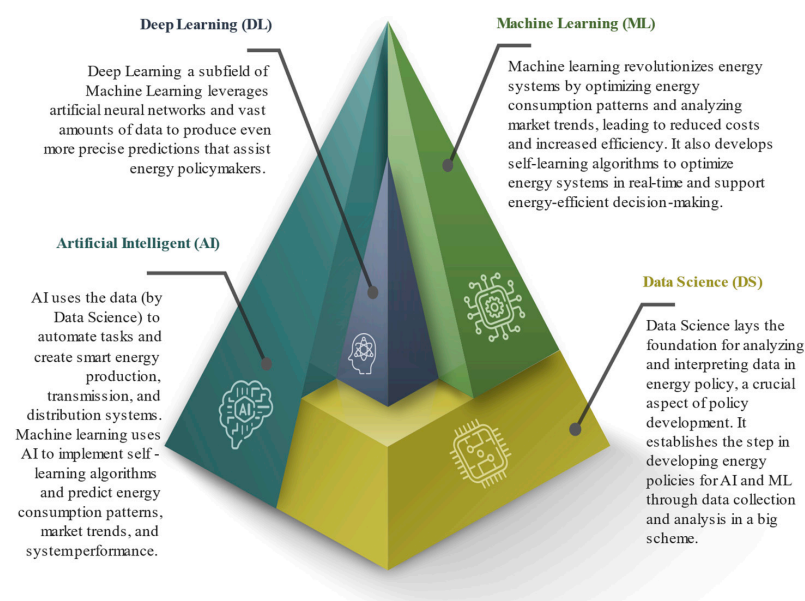 Deep Learning (DL)
Deep Learning a subfield of
Machine Learning leverages
artificial neural networks and vast
amounts of data to produce even
more precise predictions that assist
energy policymakers.
Machine Learning (ML)
Machine learning revolutionizes energy
systems by optimizing energy
consumption patterns and analyzing
market trends, leading to reduced costs
and increased efficiency. It also develops
self-learning algorithms to optimize
energy systems in real-time and support
energy-efficient decision-making.
Artificial Intelligent (AI)
AI uses the data (by
Data Science) to
automate tasks and
create smart energy
production,
transmission, and
distribution systems.
Machine learning uses
AI to implement self -
learning algorithms
and predict energy
consumption patterns,
market trends, and
systemperformance.
AI
Data Science (DS)
Data Science lays the
foundation for analyzing
and interpreting data in
energy policy, a crucial
aspect of policy
development. It
establishes the step in
developing energy
policies for AI and ML
through data collection
and analysis in a big
scheme.